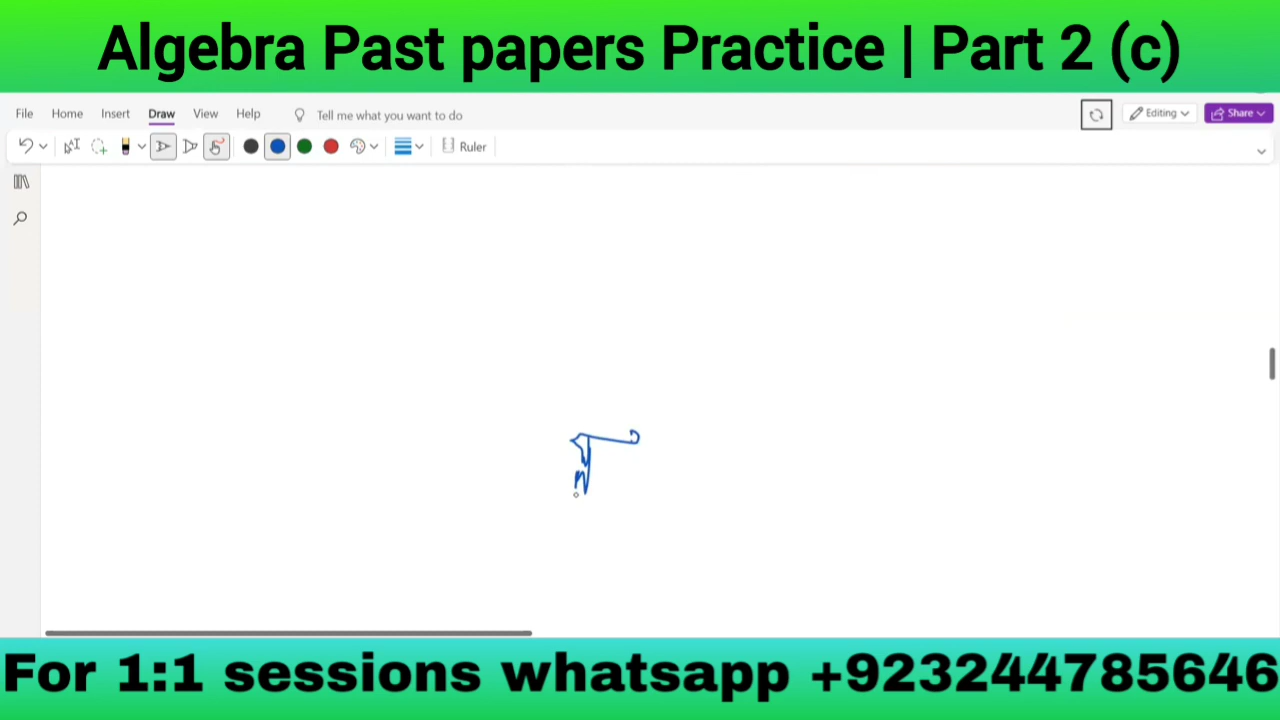 Algebra Past papers Practice | Part 2 (c)
File Home Insert Draw View Help Tell me what you want to do Editing Share
Ruler
For 1:1 sessions whatsapp +923244785646